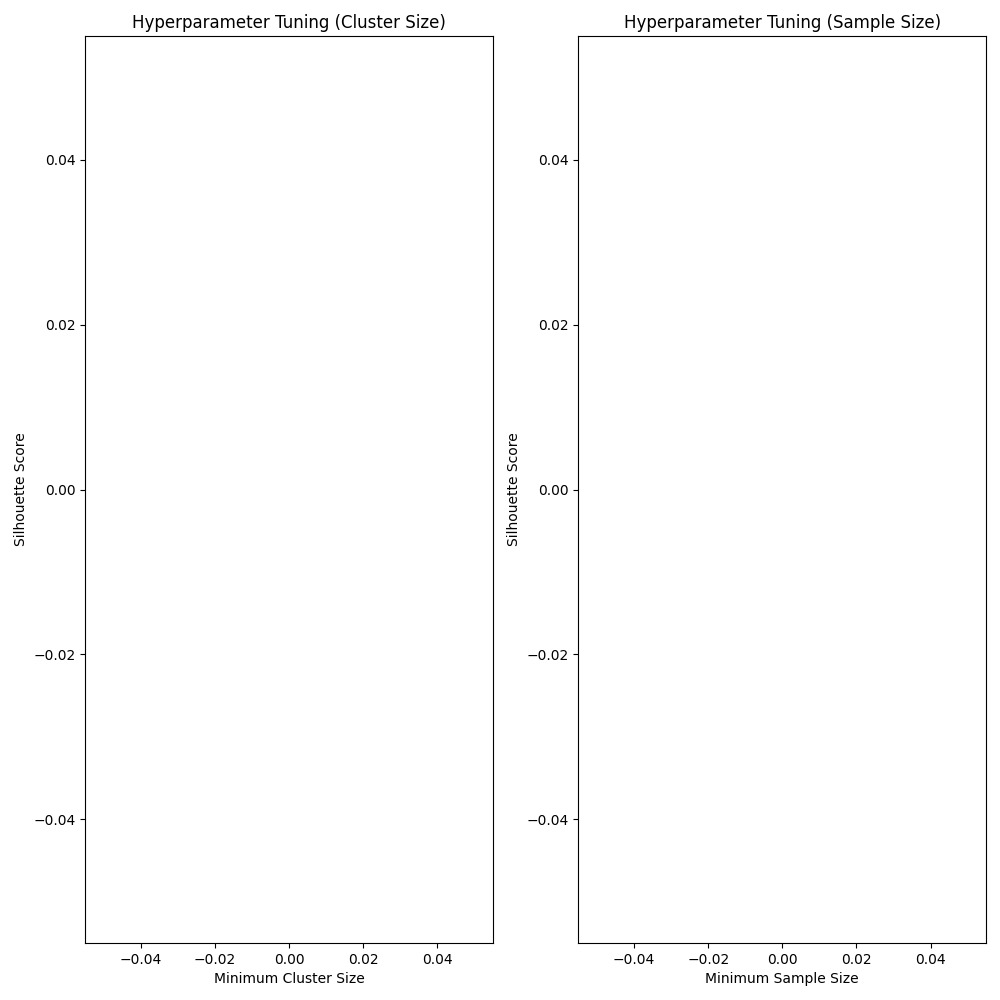 Hyperparameter Tuning (Cluster Size)
0.04
0.02
0.00
−0.02
−0.04
Silhouette Score
−0.04 −0.02 0.00 0.02 0.04
Minimum Cluster Size
Hyperparameter Tuning (Sample Size)
0.04
0.02
0.00
−0.02
−0.04
Silhouette Score
−0.04 −0.02 0.00 0.02 0.04
Minimum Sample Size